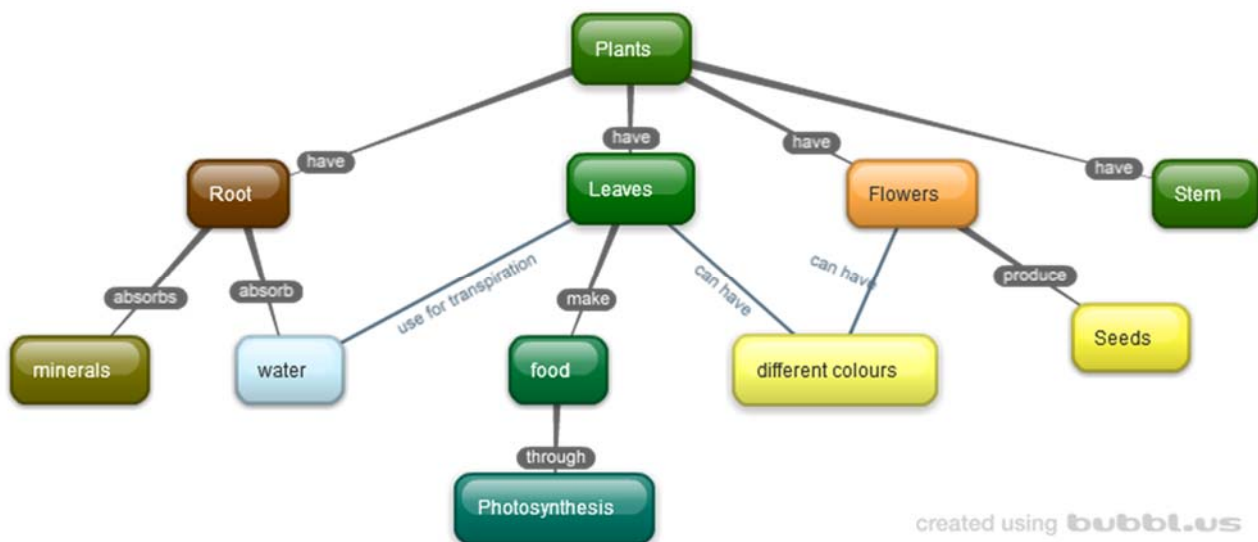 Plants
have
have
have
have
Root
Leaves
Flowers
Stem
absorbs
absorb
use for transpiration
make
can have
can have
produce
minerals
water
food
different colours
Seeds
through
Photosynthesis
created using bubbl.us